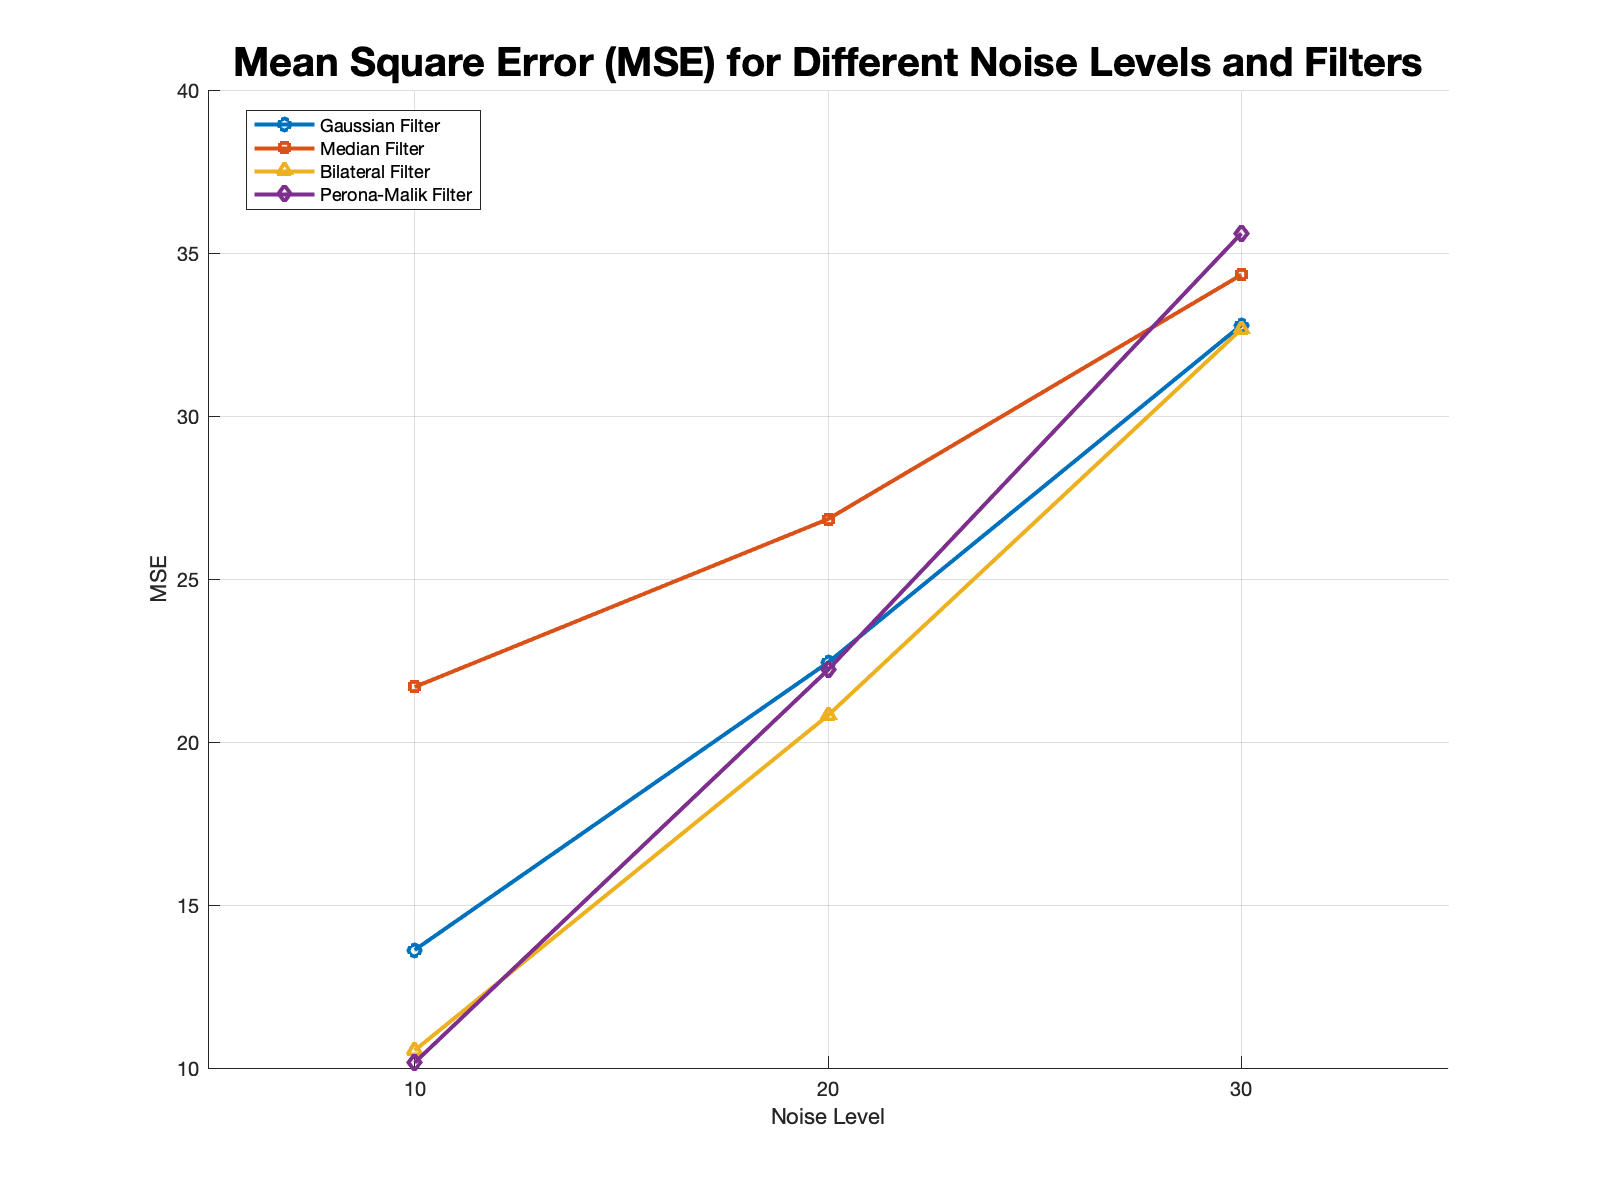 Mean Square Error (MSE) for Different Noise Levels and Filters
40
Gaussian Filter
Median Filter
Bilateral Filter
Perona-Malik Filter
35
30
25
20
15
10
MSE
10 20 30
Noise Level